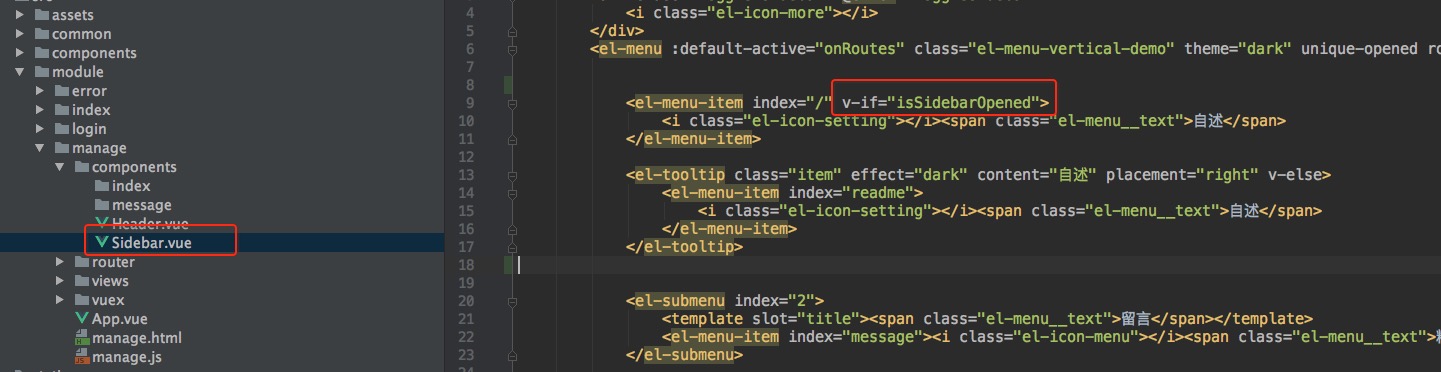 assets
common
components
module
error
index
login
manage
components
index
message
Header.vue
Sidebar.vue
router
views
vuex
App.vue
manage.html
manage.js
4 <i class="el-icon-more"></i>
5 </div>
6 <el-menu :default-active="onRoutes" class="el-menu-vertical-demo" theme="dark" unique-opened
7
8
9 <el-menu-item index="/" v-if="isSidebarOpened">
10 <i class="el-icon-setting"></i><span class="el-menu__text">自述</span>
11 </el-menu-item>
12
13 <el-tooltip class="item" effect="dark" content="自述" placement="right" v-else>
14 <el-menu-item index="readme">
15 <i class="el-icon-setting"></i><span class="el-menu__text">自述</span>
16 </el-menu-item>
17 </el-tooltip>
18
19
20 <el-submenu index="2">
21 <template slot="title"><span class="el-menu__text">留言</span></template>
22 <el-menu-item index="message"><i class="el-icon-menu"></i><span class="el-menu__text">
23 </el-submenu>
24